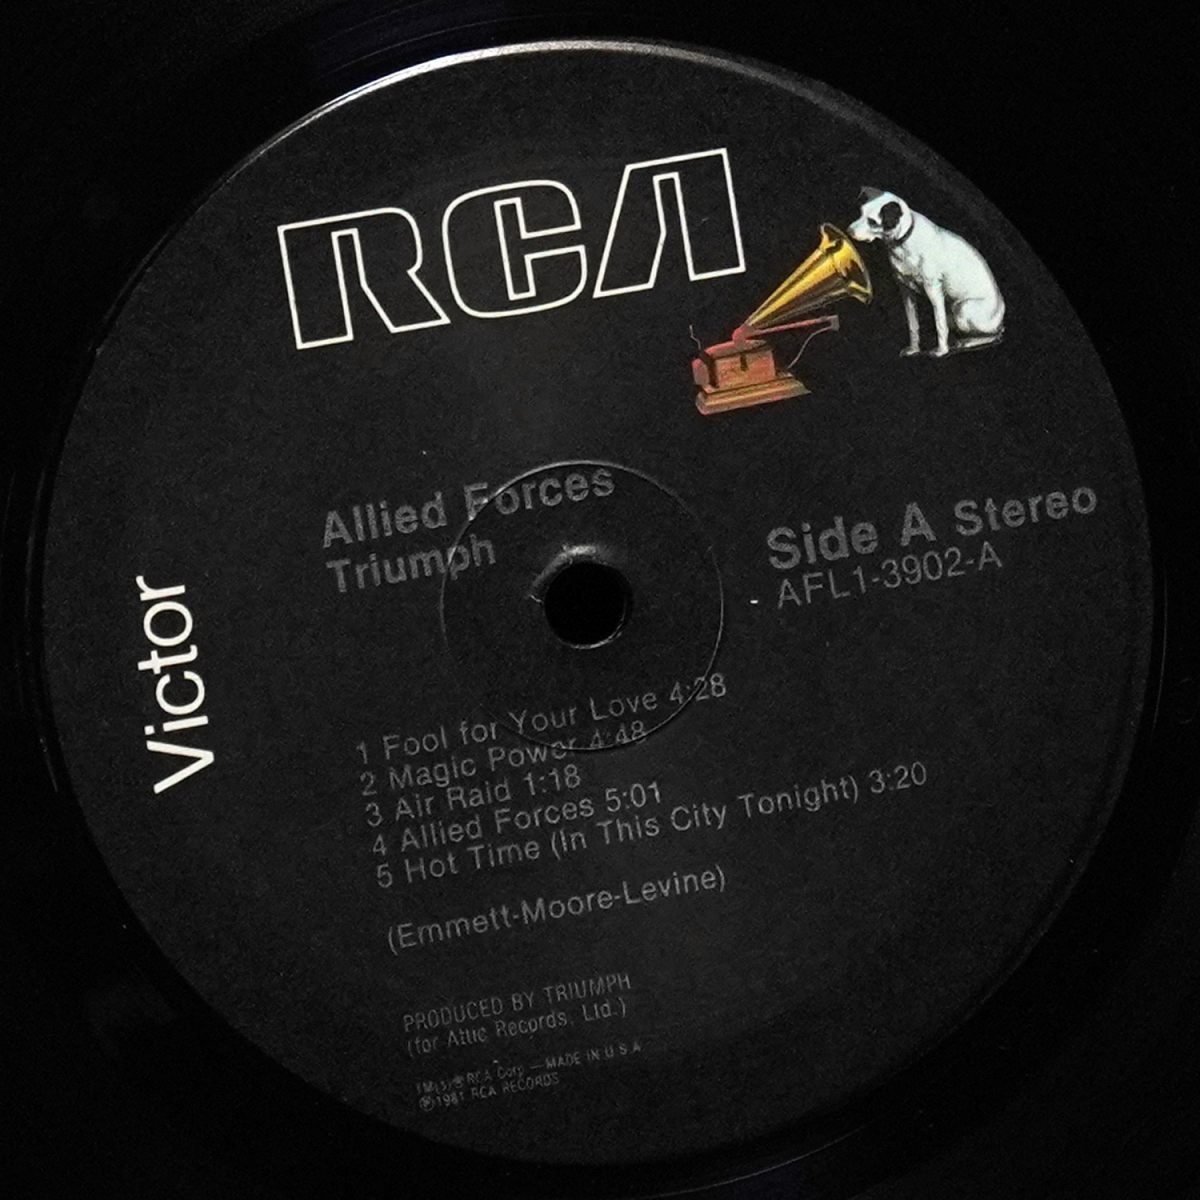 RCA
Victor
Allied Forces
Triumph
Side A Stereo
AFL1-3902-A
1 Fool for Your Love 4:28
2 Magic Power 4:48
3 Air Raid 1:18
4 Allied Forces 5:01
5 Hot Time (In This City Tonight) 3:20
(Emmett-Moore-Levine)
PRODUCED BY TRIUMPH
(for Attic Records, Ltd.)
TM(s) ® RCA Corp — MADE IN U S A
℗ 1981 RCA RECORDS